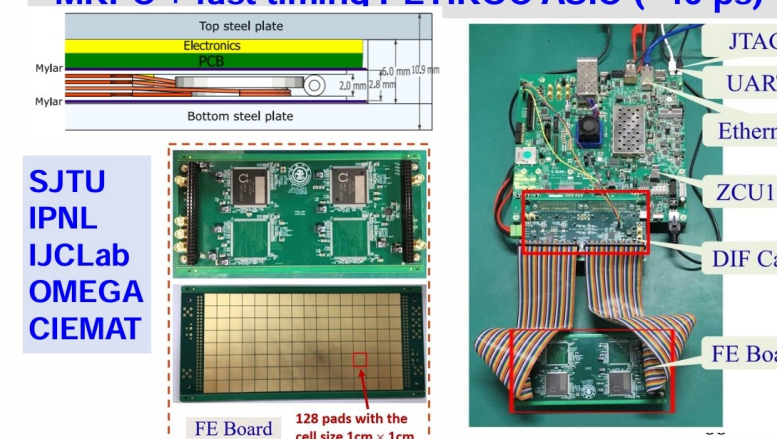 MRPC + fast timing PETIROC ASIC (~40 ps)
Top steel plate
Electronics
PCB
Mylar
Mylar
2.0 mm
2.8 mm
6.0 mm
10.9 mm
Bottom steel plate
SJTU
IPNL
IJCLab
OMEGA
CIEMAT
FE Board
128 pads with the
cell size 1cm × 1cm
JTAG
UAR
Ethern
ZCU1
DIF Ca
FE Boa